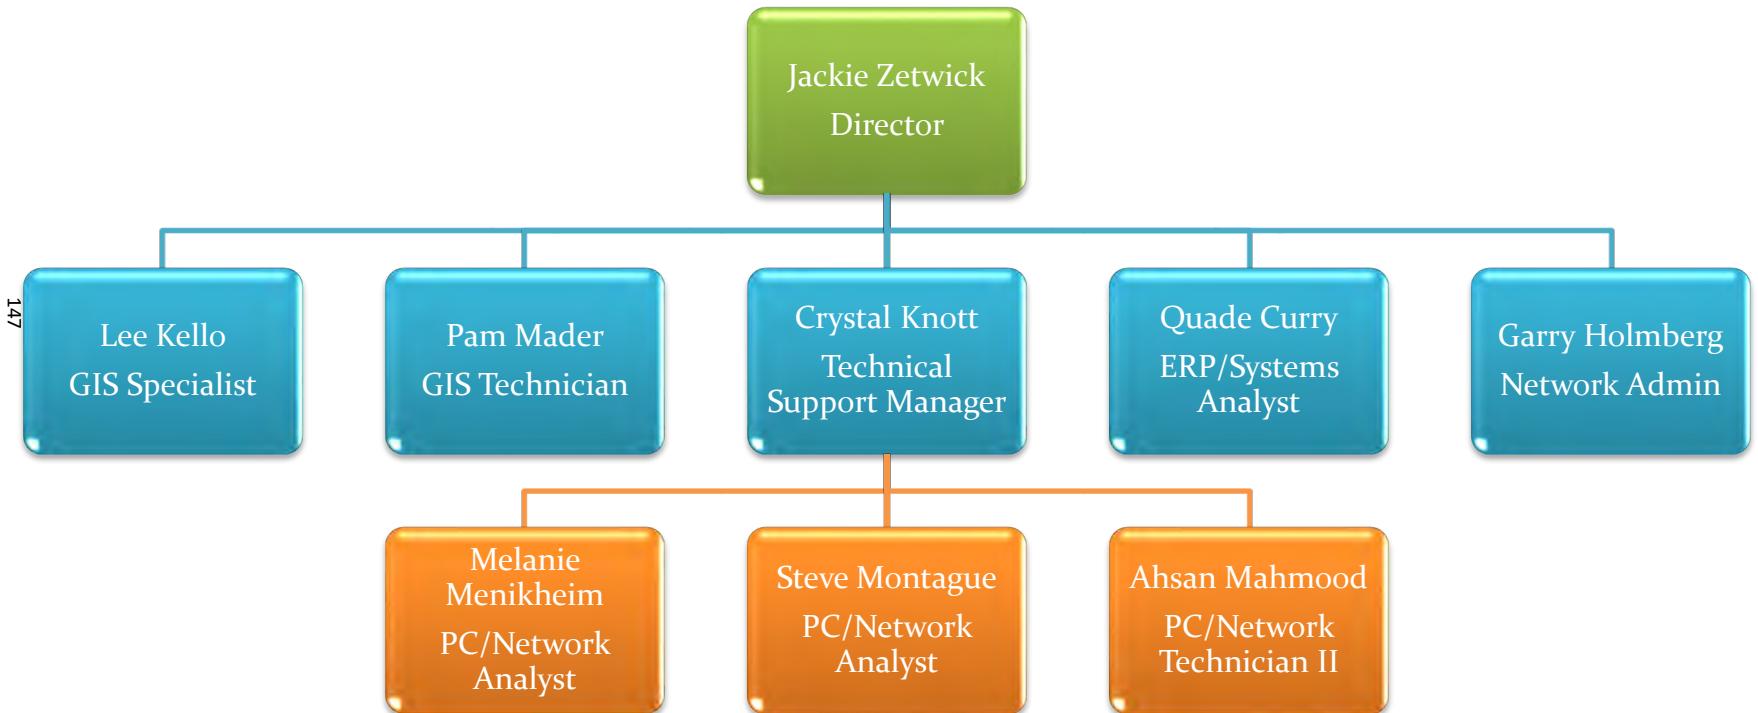 Jackie Zetwick
Director
147
Lee Kello
GIS Specialist
Pam Mader
GIS Technician
Crystal Knott
Technical
Support Manager
Quade Curry
ERP/Systems
Analyst
Garry Holmberg
Network Admin
Melanie
Menikheim
PC/Network
Analyst
Steve Montague
PC/Network
Analyst
Ahsan Mahmood
PC/Network
Technician II